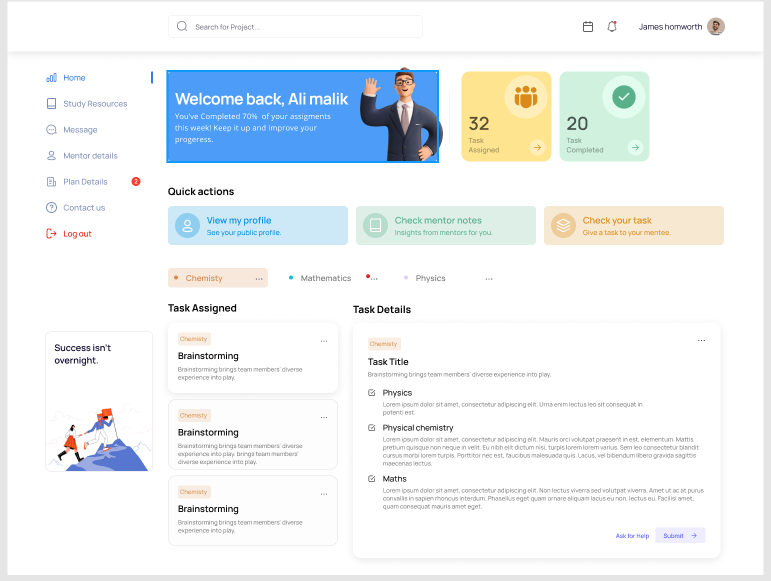 Search for Project...
James homworth
Home
Study Resources
Message
Mentor details
Plan Details
2
Contact us
Log out
Welcome back, Ali malik
You've Completed 70% of your assigments
this week! Keep it up and improve your
progeress.
32
Task
Assigned
20
Task
Completed
Quick actions
View my profile
See your public profile.
Check mentor notes
Insights from mentors for you.
Check your task
Give a task to your mentee.
Chemisty
Mathematics
Physics
Task Assigned
Chemisty
Brainstorming
Brainstorming brings team members' diverse
experience into play.
Chemisty
Brainstorming
Brainstorming brings team members' diverse
experience into play. brings team members'
diverse experience into play.
Chemisty
Brainstorming
Brainstorming brings team members' diverse
experience into play.
Task Details
Chemisty
Task Title
Brainstorming brings team members' diverse experience into play.
Physics
Lorem ipsum dolor sit amet, consectetur adipiscing elit. Urna enim lectus leo sit consequat in
potenti est.
Physical chemistry
Lorem ipsum dolor sit amet, consectetur adipiscing elit. Mauris orci volutpat praesent in est, elementum. Mattis
pretium quisque non neque in velit. Eu nibh elit dictum nisi, turpis lorem lorem varius. Sem leo consectetur blandit
cursus morbi lorem vitae. Porttitor nec est, faucibus malesuada quis. Lacus, vel bibendum libero gravida sagittis
maecenas lectus.
Maths
Lorem ipsum dolor sit amet, consectetur adipiscing elit. Non lectus viverra sed volutpat viverra. Amet ut ac at purus
convallis in sapien rhoncus interdum. Phasellus eget quam ornare aliquam lacus eu non, lectus eu. Facilisi amet,
quam consequat mauris amet eget.
Ask for Help
Submit
Success isn't
overnight.